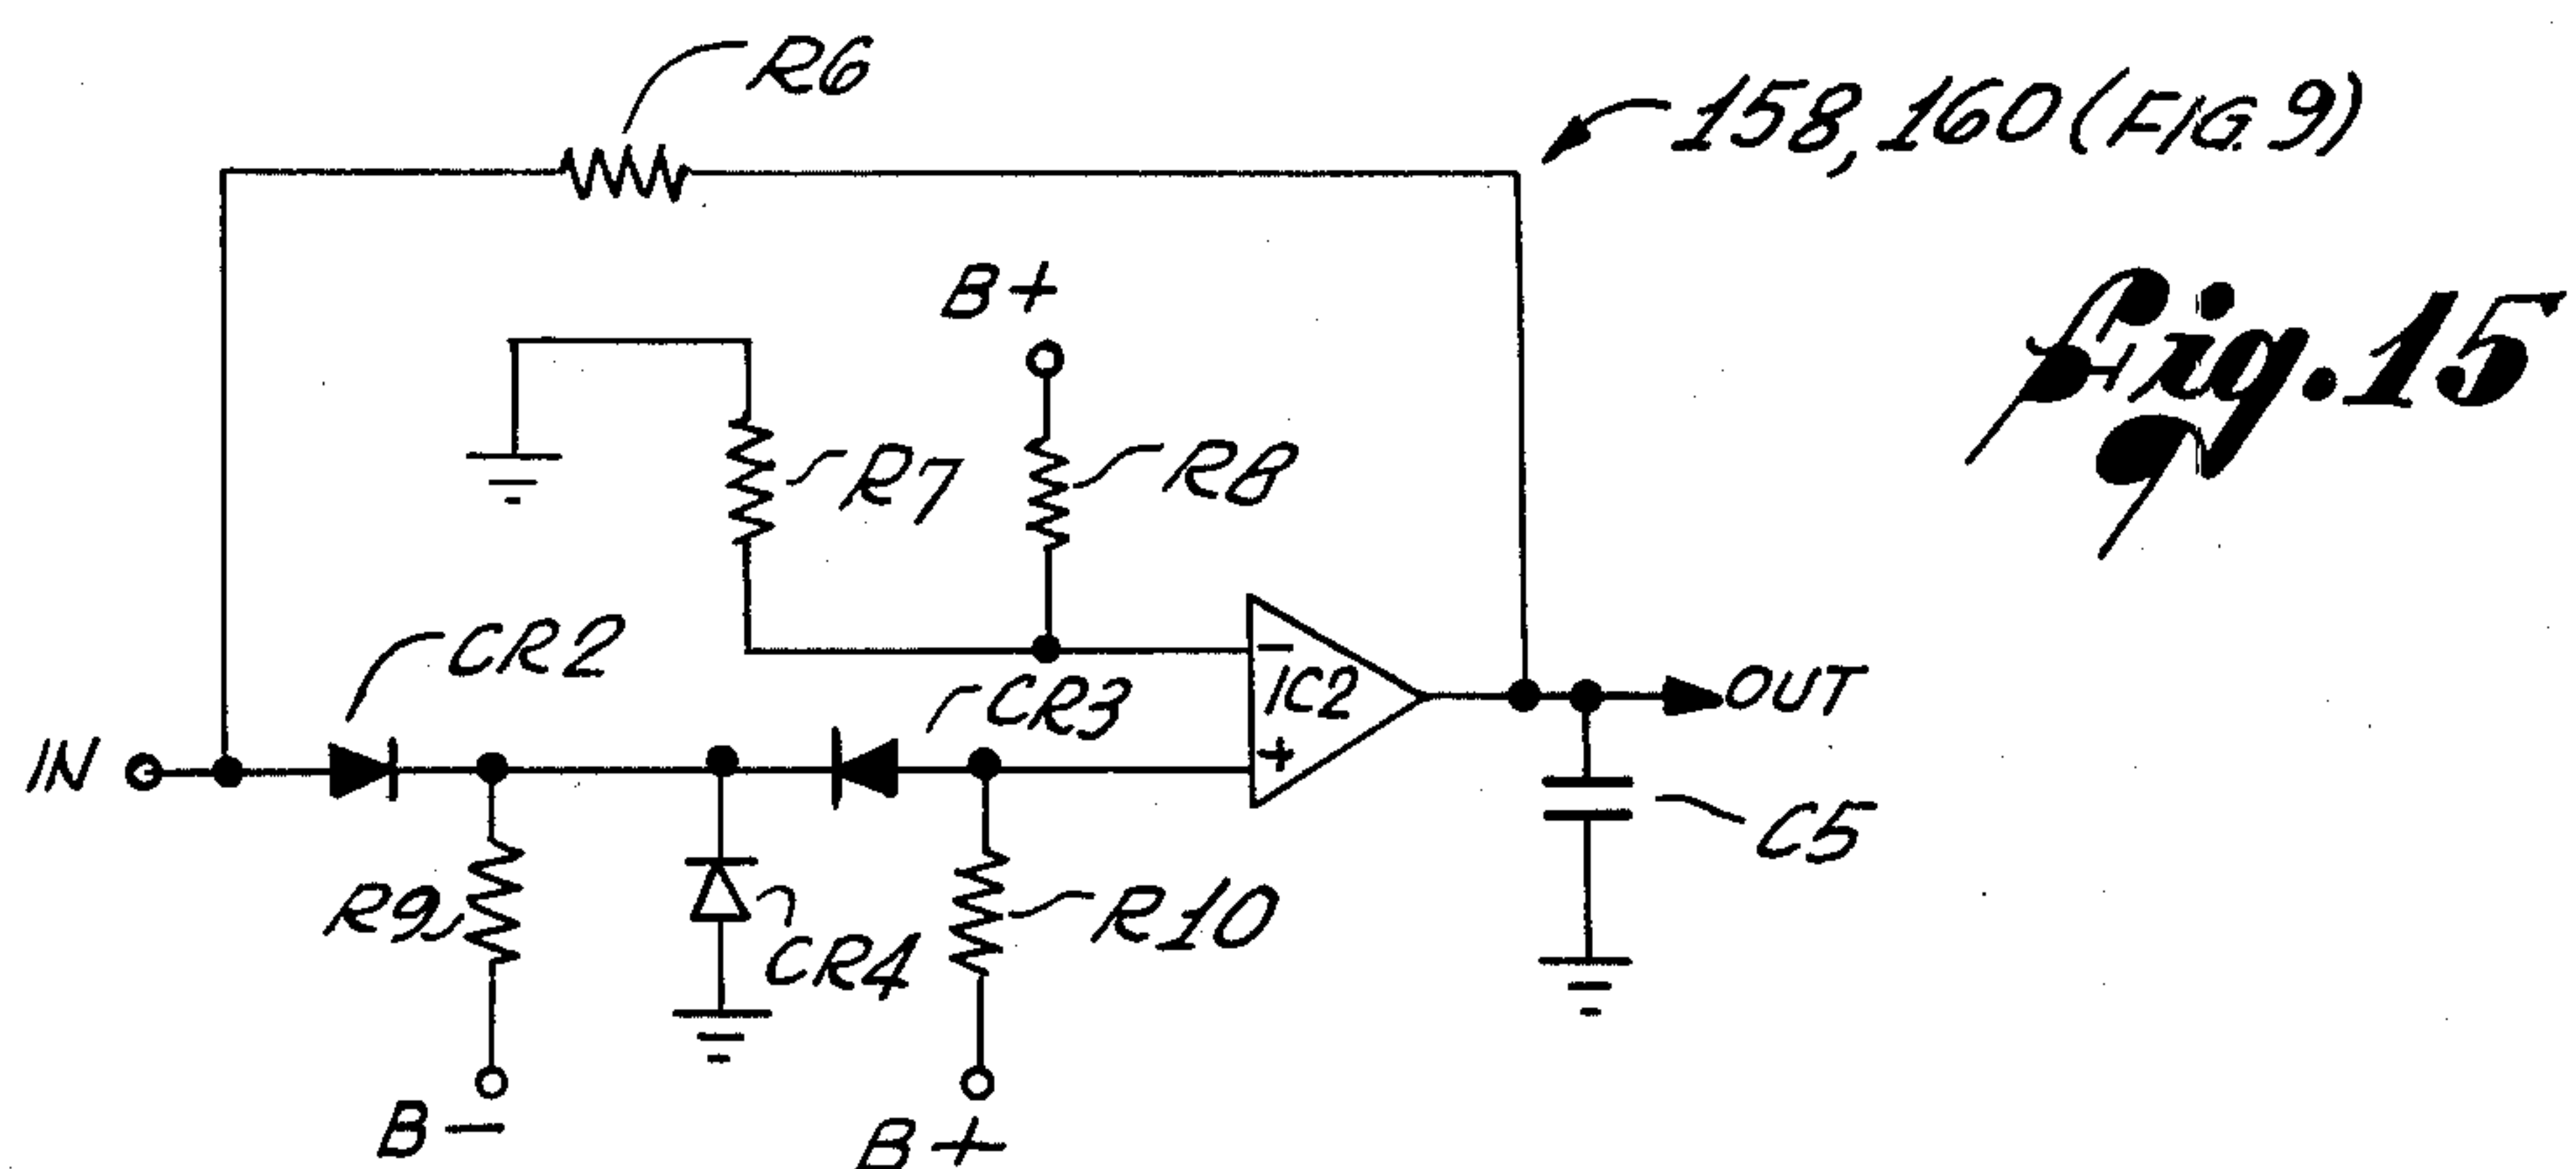 R6
158, 160 (FIG. 9)
Fig. 15
B+
R7
R8
CR2
CR3
IC2
−
+
IN
OUT
C5
R9
CR4
R10
B−
B+